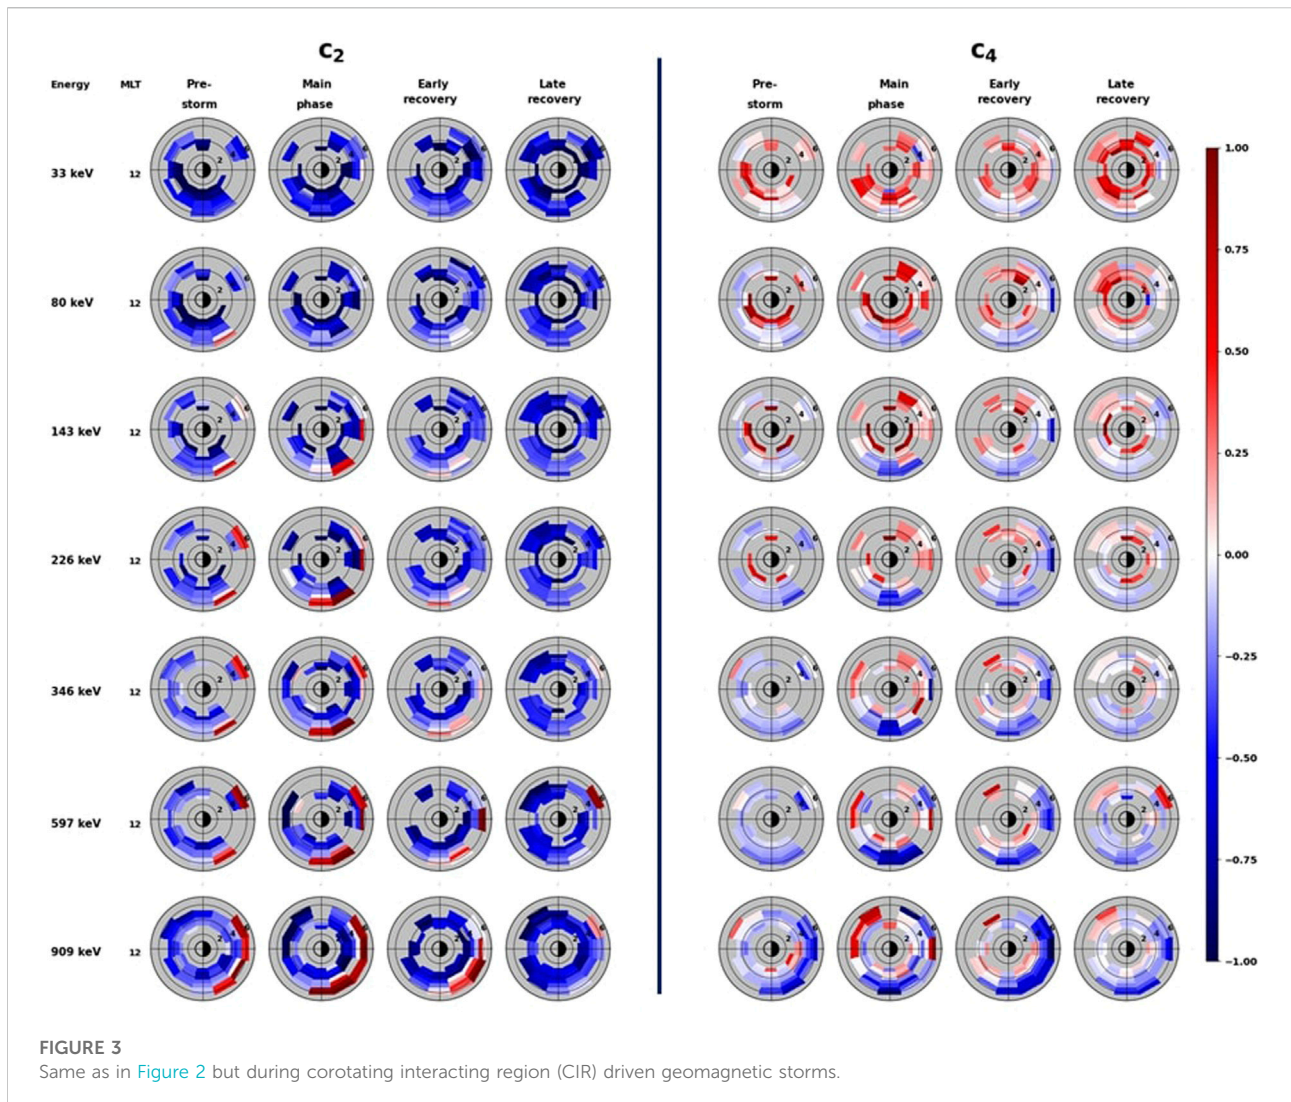 c2 c4
Energy MLT Pre-storm Main phase Early recovery Late recovery Pre-storm Main phase Early recovery Late recovery
33 keV 12
80 keV 12
143 keV 12
226 keV 12
346 keV 12
597 keV 12
909 keV 12
2 4 6
1.00
0.75
0.50
0.25
0.00
−0.25
−0.50
−0.75
−1.00
FIGURE 3
Same as in Figure 2 but during corotating interacting region (CIR) driven geomagnetic storms.